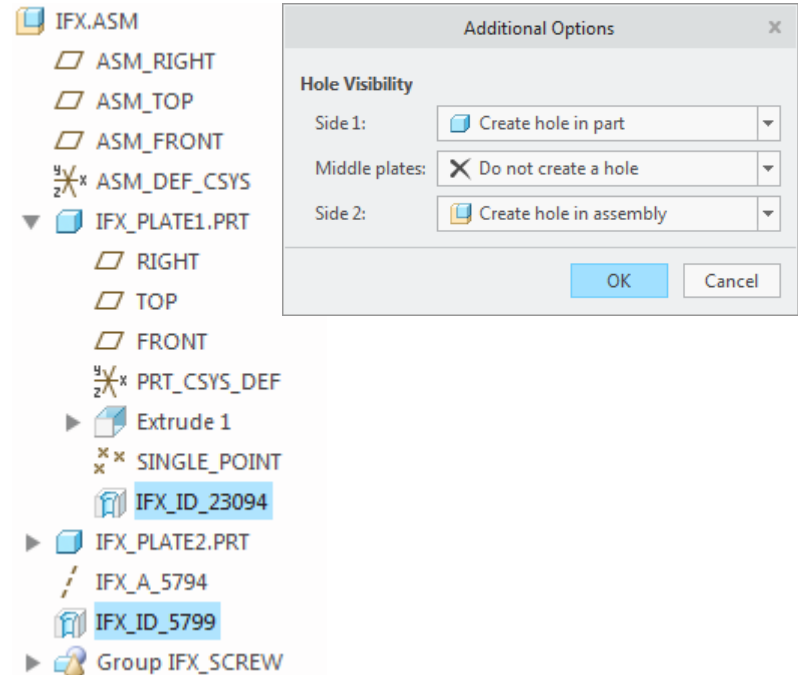 IFX.ASM
ASM_RIGHT
ASM_TOP
ASM_FRONT
ASM_DEF_CSYS
IFX_PLATE1.PRT
RIGHT
TOP
FRONT
PRT_CSYS_DEF
Extrude 1
SINGLE_POINT
IFX_ID_23094
IFX_PLATE2.PRT
IFX_A_5794
IFX_ID_5799
Group IFX_SCREW
Additional Options
Hole Visibility
Side 1: Create hole in part
Middle plates: Do not create a hole
Side 2: Create hole in assembly
OK Cancel